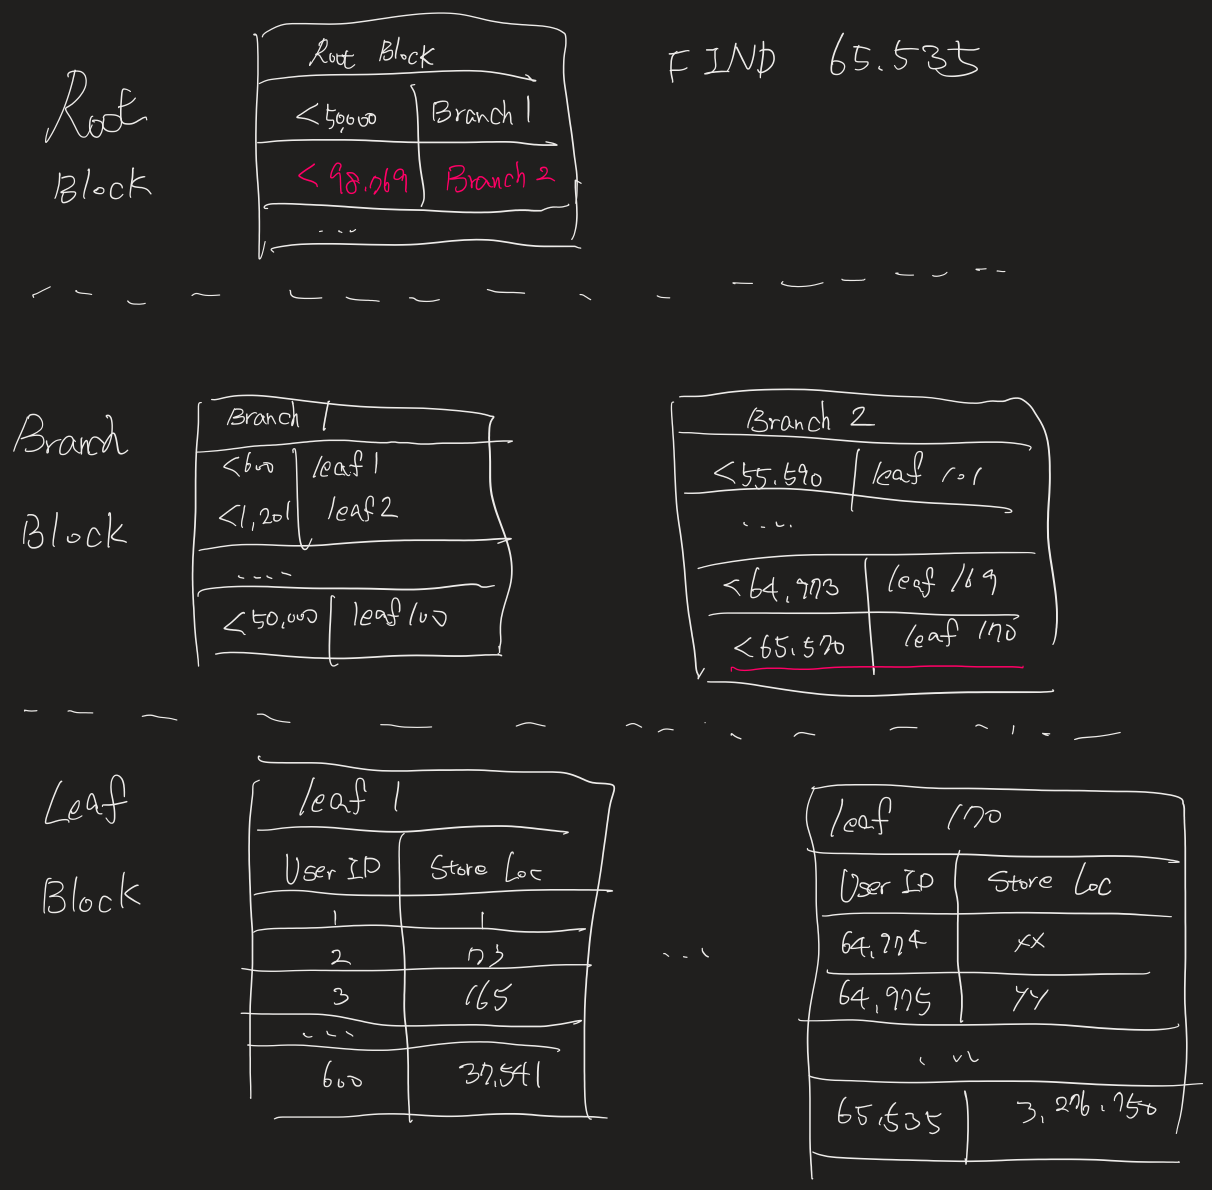 FIND 65.535
Root
Block
Root Block
<50,000 Branch 1
<98.769 Branch 2
...
Branch
Block
Branch 1
<600 leaf 1
<1,201 leaf 2
....
<50,000 leaf 100
Branch 2
<55.590 leaf 101
....
<64,973 leaf 169
<65.570 leaf 170
Leaf
Block
leaf 1
User ID Store Loc
1 1
2 73
3 165
...
600 37,541
...
leaf 170
User ID Store Loc
64,974 XX
64,975 YY
...
65,535 3,276,750